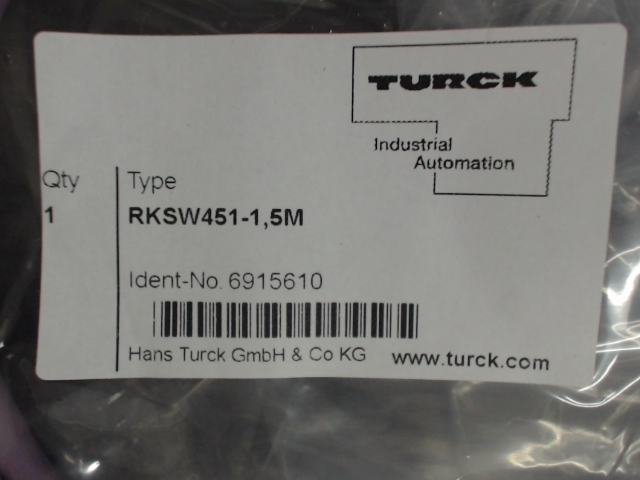 TURCK
Industrial
Automation
Qty
Type
1
RKSW451-1,5M
Ident-No. 6915610
Hans Turck GmbH & Co KG
www.turck.com